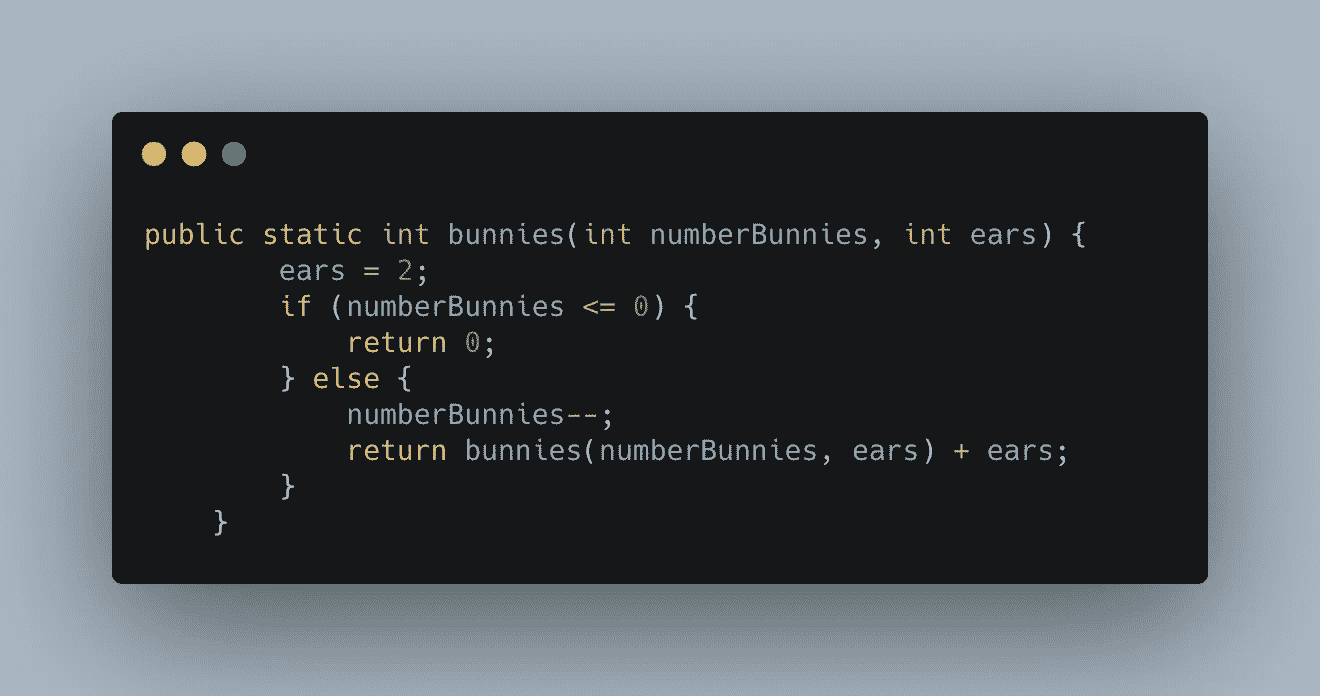 public static int bunnies(int numberBunnies, int ears) {
        ears = 2;
        if (numberBunnies <= 0) {
            return 0;
        } else {
            numberBunnies--;
            return bunnies(numberBunnies, ears) + ears;
        }
    }